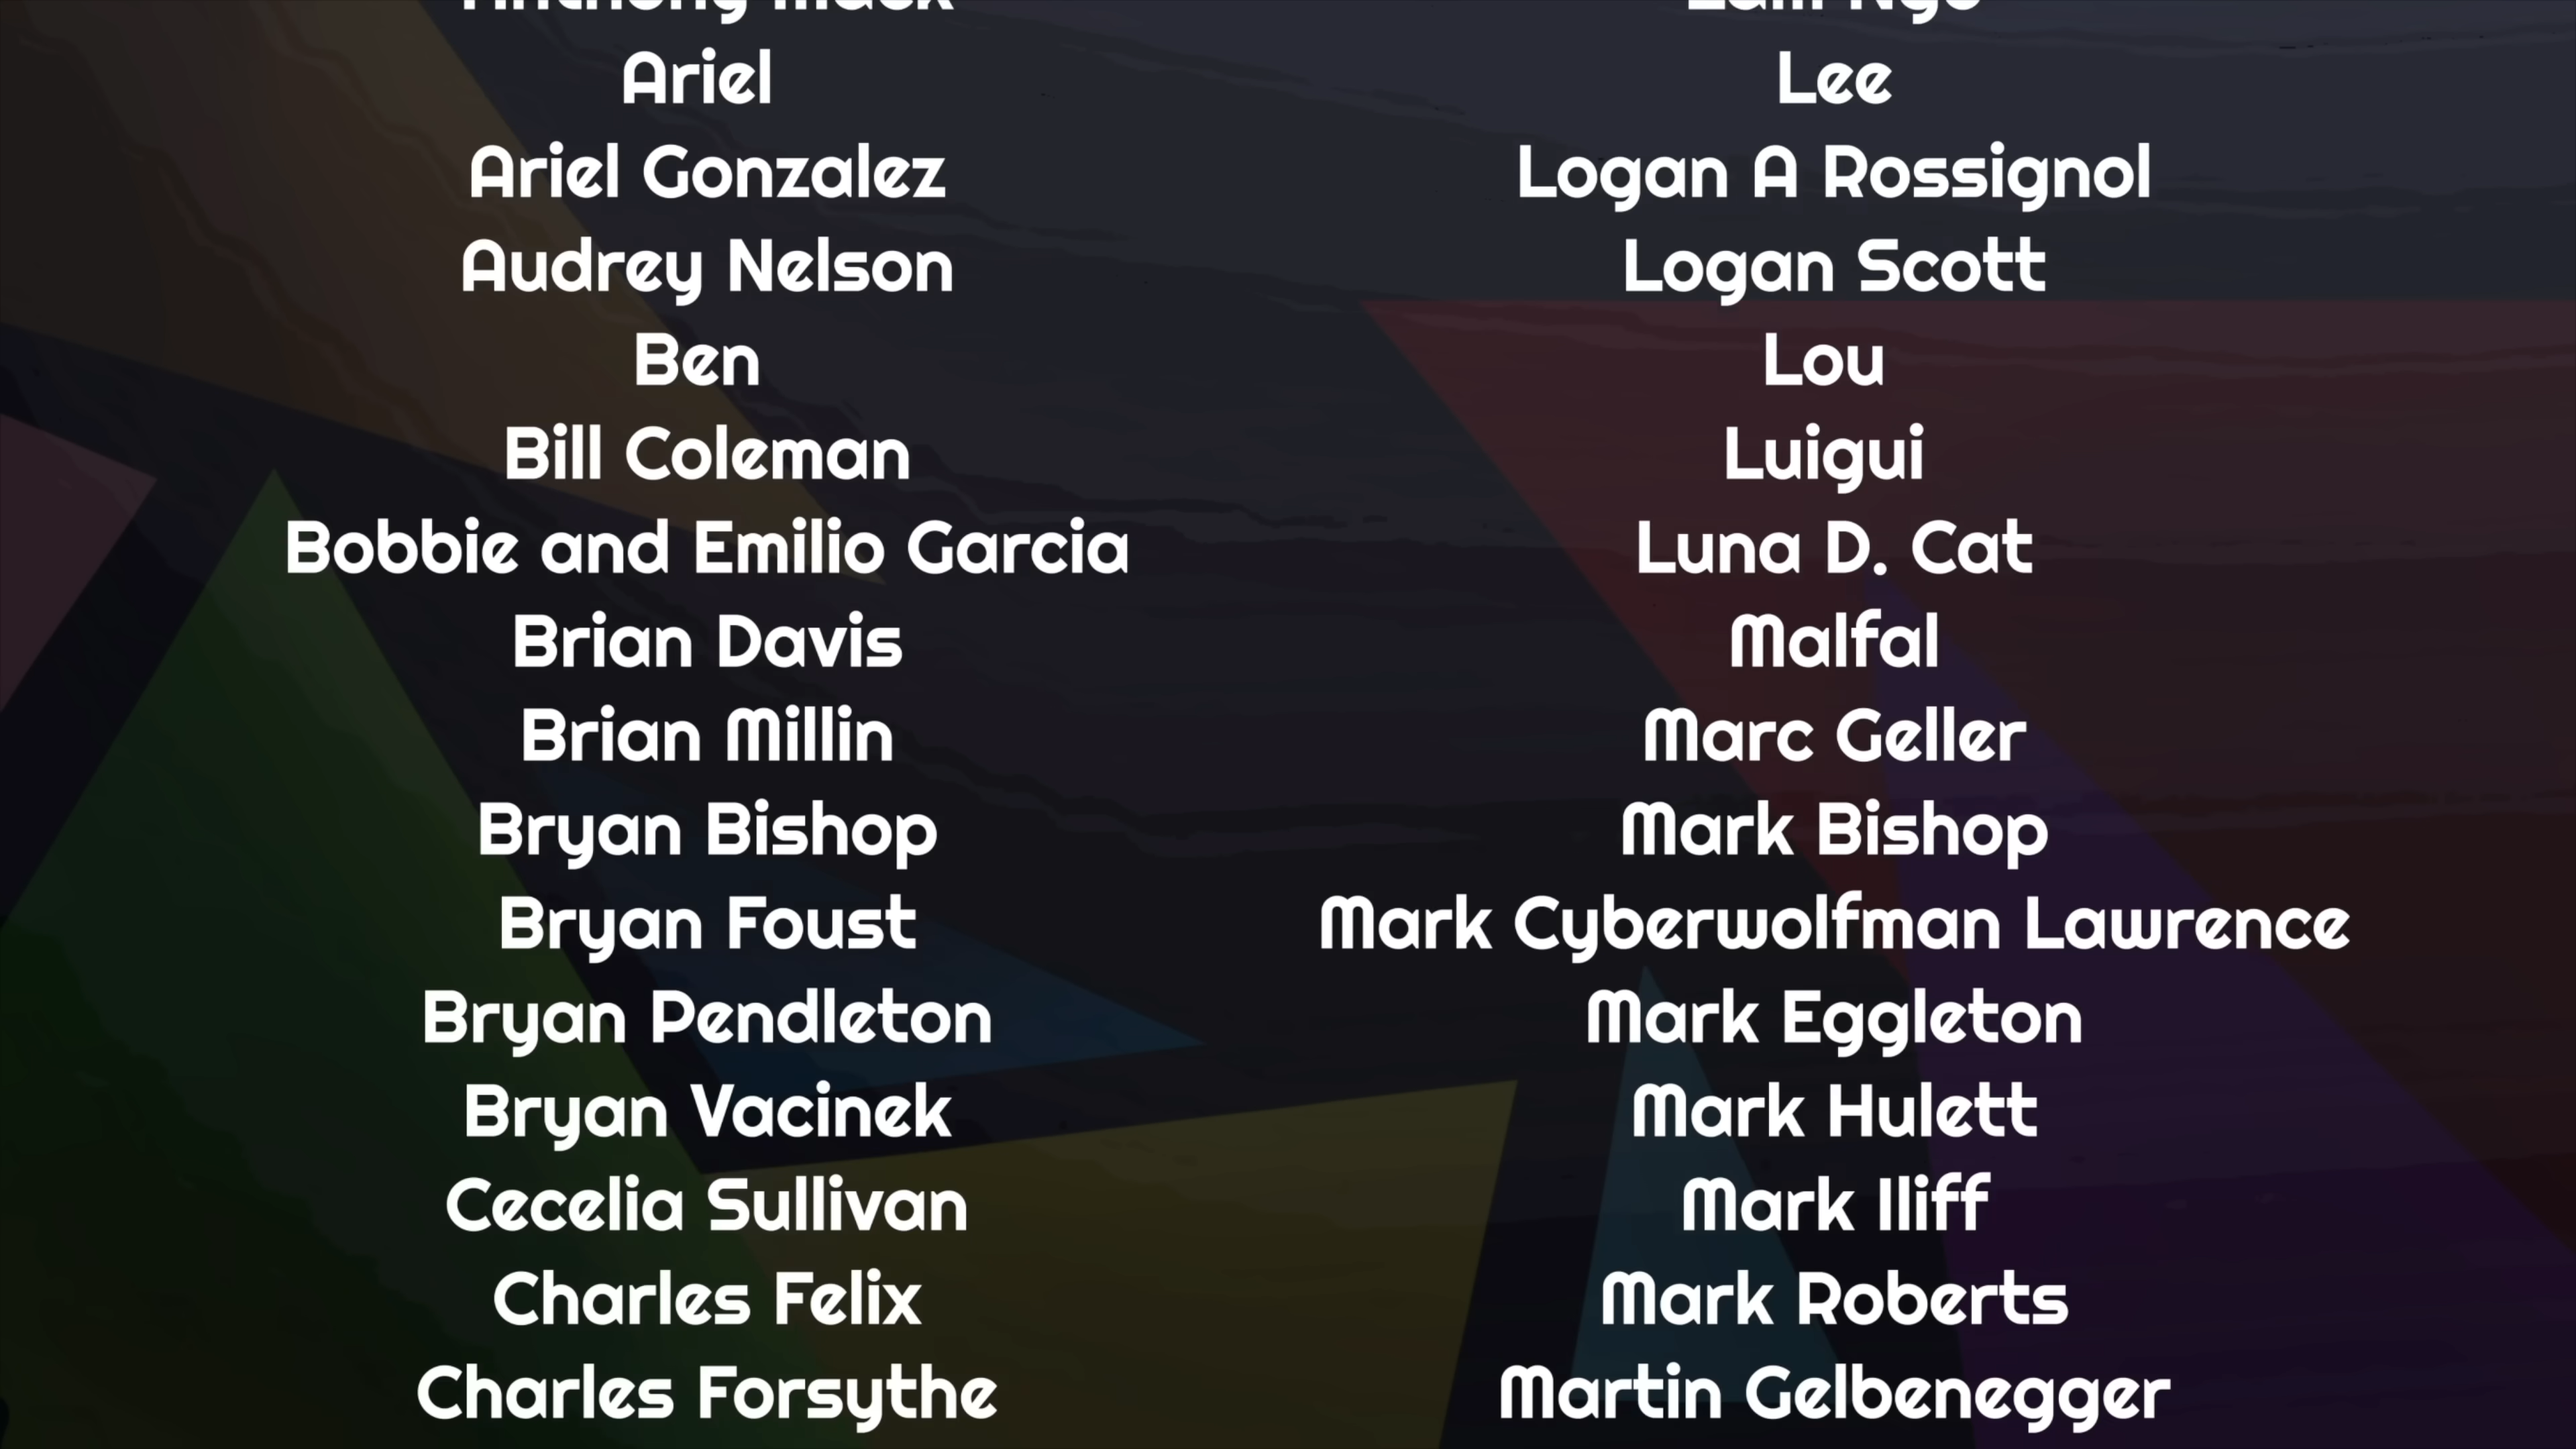 Anthony Mack
Ariel
Ariel Gonzalez
Audrey Nelson
Ben
Bill Coleman
Bobbie and Emilio Garcia
Brian Davis
Brian Millin
Bryan Bishop
Bryan Foust
Bryan Pendleton
Bryan Vacinek
Cecelia Sullivan
Charles Felix
Charles Forsythe
Lee
Logan A Rossignol
Logan Scott
Lou
Luigui
Luna D. Cat
Malfal
Marc Geller
Mark Bishop
Mark Cyberwolfman Lawrence
Mark Eggleton
Mark Hulett
Mark Iliff
Mark Roberts
Martin Gelbenegger